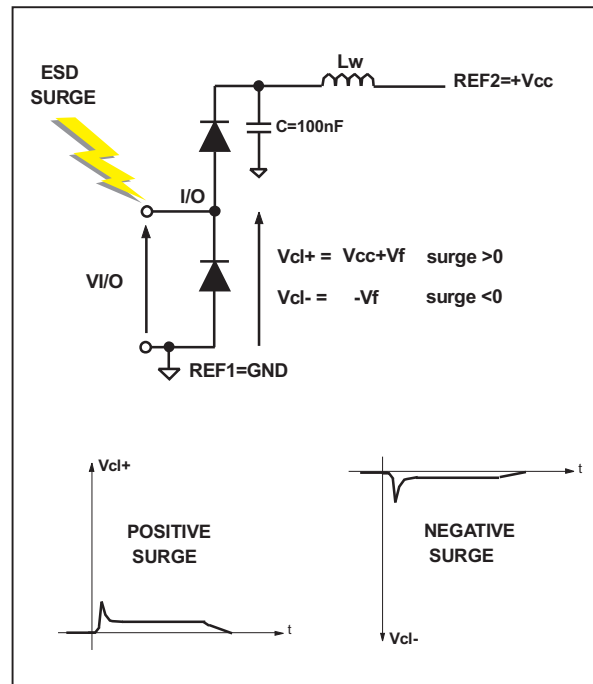 ESD
SURGE
Lw
REF2=+Vcc
C=100nF
I/O
VI/O
Vcl+ = Vcc+Vf surge >0
Vcl- = -Vf surge <0
REF1=GND
Vcl+
POSITIVE
SURGE
t
t
NEGATIVE
SURGE
Vcl-